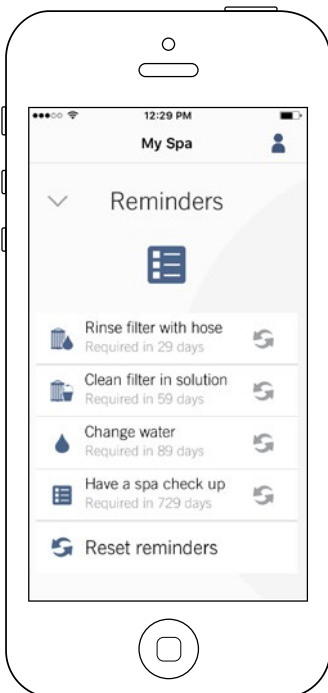 12:29 PM
My Spa
Reminders
Rinse filter with hose
Required in 29 days
Clean filter in solution
Required in 59 days
Change water
Required in 89 days
Have a spa check up
Required in 729 days
Reset reminders